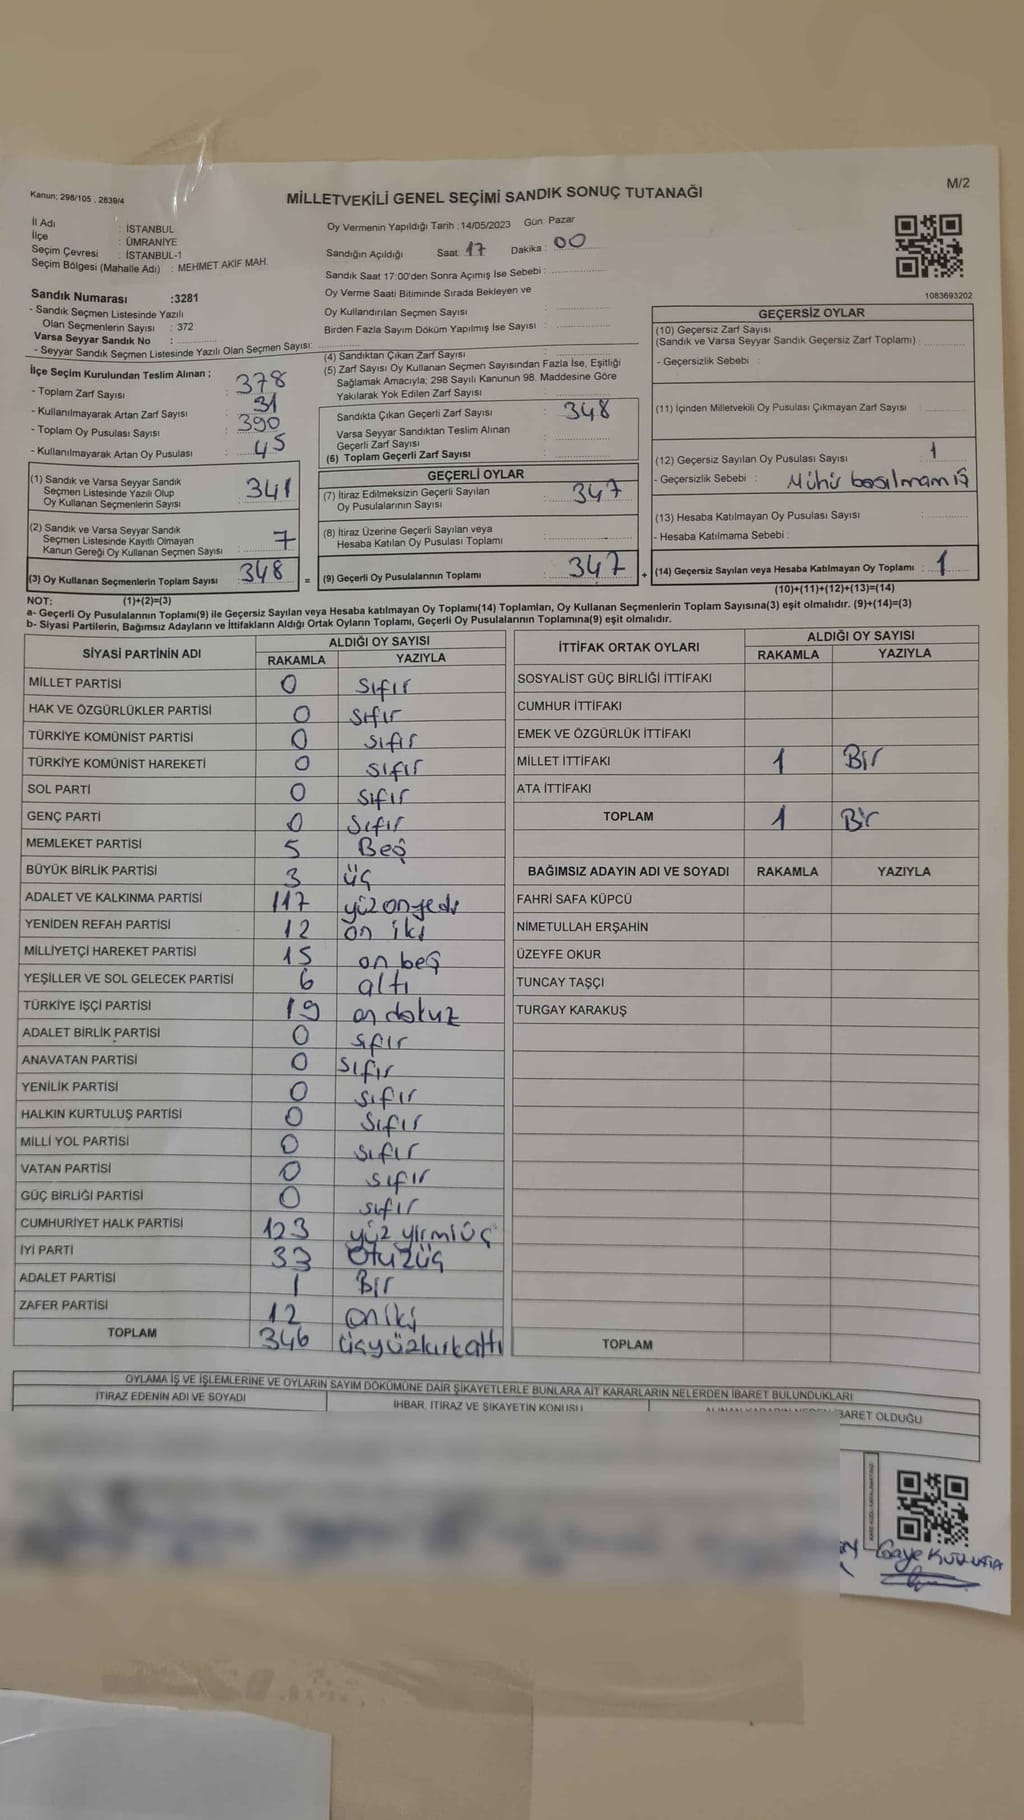 Kanun: 298/105 , 2839/4
MİLLETVEKİLİ GENEL SEÇİMİ SANDIK SONUÇ TUTANAĞI
M/2
İl Adı : İSTANBUL
İlçe : ÜMRANİYE
Seçim Çevresi : İSTANBUL-1
Seçim Bölgesi (Mahalle Adı) : MEHMET AKİF MAH.
Sandık Numarası :3281
- Sandık Seçmen Listesinde Yazılı
Olan Seçmenlerin Sayısı : 372
Varsa Seyyar Sandık No :
- Seyyar Sandık Seçmen Listesinde Yazılı Olan Seçmen Sayısı:
İlçe Seçim Kurulundan Teslim Alınan ;
- Toplam Zarf Sayısı : 378
- Kullanılmayarak Artan Zarf Sayısı : 31
- Toplam Oy Pusulası Sayısı : 390
- Kullanılmayarak Artan Oy Pusulası : 45
(1) Sandık ve Varsa Seyyar Sandık
Seçmen Listesinde Yazılı Olup
Oy Kullanan Seçmenlerin Sayısı : 341
(2) Sandık ve Varsa Seyyar Sandık
Seçmen Listesinde Kayıtlı Olmayan
Kanun Gereği Oy Kullanan Seçmen Sayısı : 7
(3) Oy Kullanan Seçmenlerin Toplam Sayısı : 348 =
(1)+(2)=(3)
Oy Vermenin Yapıldığı Tarih :14/05/2023 Gün: Pazar
Sandığın Açıldığı Saat: 17 Dakika : 00
Sandık Saat 17:00'den Sonra Açımış İse Sebebi :
Oy Verme Saati Bitiminde Sırada Bekleyen ve
Oy Kullandırılan Seçmen Sayısı :
Birden Fazla Sayım Döküm Yapılmış İse Sayısı :
(4) Sandıktan Çıkan Zarf Sayısı :
(5) Zarf Sayısı Oy Kullanan Seçmen Sayısından Fazla İse, Eşitliği
Sağlamak Amacıyla; 298 Sayılı Kanunun 98. Maddesine Göre
Yakılarak Yok Edilen Zarf Sayısı :
Sandıkta Çıkan Geçerli Zarf Sayısı : 348
Varsa Seyyar Sandıktan Teslim Alınan
Geçerli Zarf Sayısı :
(6) Toplam Geçerli Zarf Sayısı :
GEÇERLİ OYLAR
(7) İtiraz Edilmeksizin Geçerli Sayılan
Oy Pusulalarının Sayısı : 347
(8) İtiraz Üzerine Geçerli Sayılan veya
Hesaba Katılan Oy Pusulası Toplamı :
(9) Geçerli Oy Pusulalarının Toplamı : 347 +
1083693202
GEÇERSİZ OYLAR
(10) Geçersiz Zarf Sayısı
(Sandık ve Varsa Seyyar Sandık Geçersiz Zarf Toplamı) :
- Geçersizlik Sebebi :
(11) İçinden Milletvekili Oy Pusulası Çıkmayan Zarf Sayısı :
(12) Geçersiz Sayılan Oy Pusulası Sayısı : 1
- Geçersizlik Sebebi : Mühür basılmamış
(13) Hesaba Katılmayan Oy Pusulası Sayısı :
- Hesaba Katılmama Sebebi :
(14) Geçersiz Sayılan veya Hesaba Katılmayan Oy Toplamı : 1
(10)+(11)+(12)+(13)=(14)
NOT:
a- Geçerli Oy Pusulalarının Toplamı(9) ile Geçersiz Sayılan veya Hesaba katılmayan Oy Toplamı(14) Toplamları, Oy Kullanan Seçmenlerin Toplam Sayısına(3) eşit olmalıdır. (9)+(14)=(3)
b- Siyasi Partilerin, Bağımsız Adayların ve İttifakların Aldığı Ortak Oyların Toplamı, Geçerli Oy Pusulalarının Toplamına(9) eşit olmalıdır.
SİYASİ PARTİNİN ADI ALDIĞI OY SAYISI
RAKAMLA YAZIYLA
MİLLET PARTİSİ 0 sıfır
HAK VE ÖZGÜRLÜKLER PARTİSİ 0 sıfır
TÜRKİYE KOMÜNİST PARTİSİ 0 sıfır
TÜRKİYE KOMÜNİST HAREKETİ 0 sıfır
SOL PARTİ 0 sıfır
GENÇ PARTİ 0 sıfır
MEMLEKET PARTİSİ 5 Beş
BÜYÜK BİRLİK PARTİSİ 3 üç
ADALET VE KALKINMA PARTİSİ 117 yüzonyedi
YENİDEN REFAH PARTİSİ 12 on iki
MİLLİYETÇİ HAREKET PARTİSİ 15 on beş
YEŞİLLER VE SOL GELECEK PARTİSİ 6 altı
TÜRKİYE İŞÇİ PARTİSİ 19 on dokuz
ADALET BİRLİK PARTİSİ 0 sıfır
ANAVATAN PARTİSİ 0 sıfır
YENİLİK PARTİSİ 0 sıfır
HALKIN KURTULUŞ PARTİSİ 0 sıfır
MİLLİ YOL PARTİSİ 0 sıfır
VATAN PARTİSİ 0 sıfır
GÜÇ BİRLİĞİ PARTİSİ 0 sıfır
CUMHURİYET HALK PARTİSİ 123 yüz yirmiüç
İYİ PARTİ 33 Otuzüç
ADALET PARTİSİ 1 Bir
ZAFER PARTİSİ 12 oniki
TOPLAM 346 üçyüzkırkaltı
İTTİFAK ORTAK OYLARI ALDIĞI OY SAYISI
RAKAMLA YAZIYLA
SOSYALİST GÜÇ BİRLİĞİ İTTİFAKI
CUMHUR İTTİFAKI
EMEK VE ÖZGÜRLÜK İTTİFAKI
MİLLET İTTİFAKI 1 Bir
ATA İTTİFAKI
TOPLAM 1 Bir
BAĞIMSIZ ADAYIN ADI VE SOYADI RAKAMLA YAZIYLA
FAHRİ SAFA KÜPCÜ
NİMETULLAH ERŞAHİN
ÜZEYFE OKUR
TUNCAY TAŞÇI
TURGAY KARAKUŞ
TOPLAM
OYLAMA İŞ VE İŞLEMLERİNE VE OYLARIN SAYIM DÖKÜMÜNE DAİR ŞİKAYETLERLE BUNLARA AİT KARARLARIN NELERDEN İBARET BULUNDUKLARI
İTİRAZ EDENİN ADI VE SOYADI
İHBAR, İTİRAZ VE ŞİKAYETİN KONUSU
İBARET OLDUĞU
Gaye